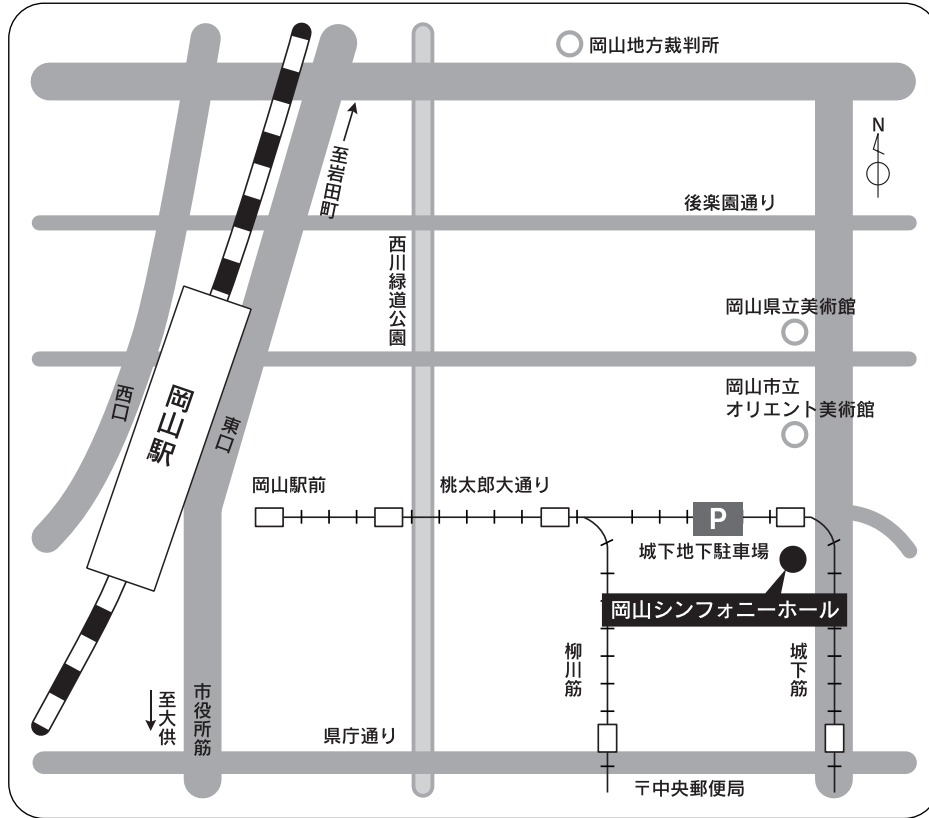 岡山地方裁判所
N
至岩田町
後楽園通り
西川緑道公園
岡山県立美術館
岡山市立
オリエント美術館
西口
岡山駅
東口
岡山駅前
桃太郎大通り
P
城下地下駐車場
岡山シンフォニーホール
柳川筋
城下筋
至大供
市役所筋
県庁通り
〒中央郵便局